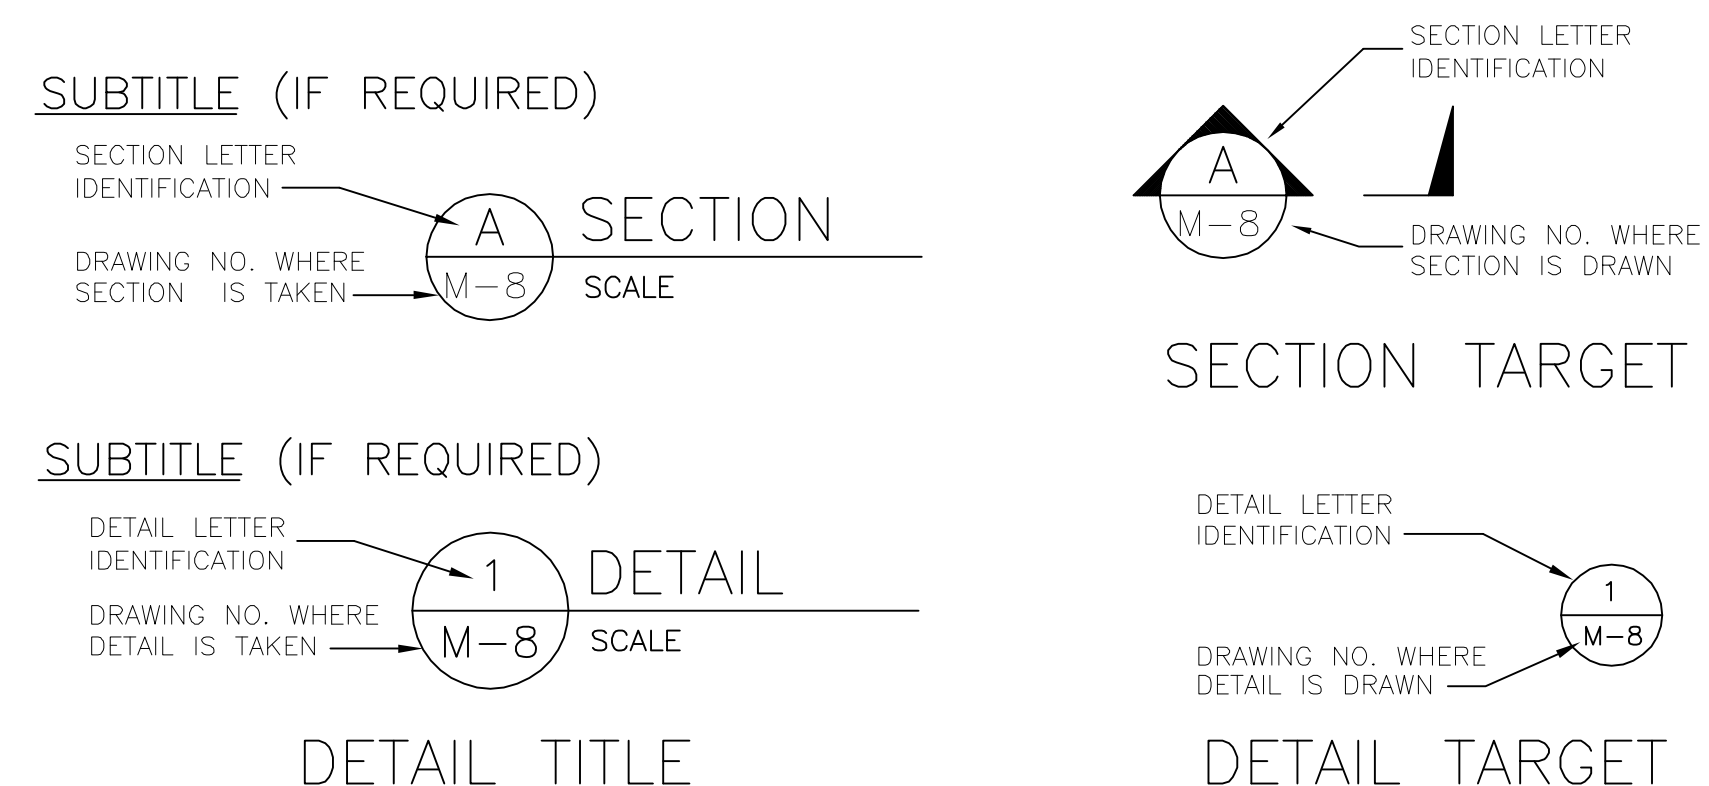 SUBTITLE (IF REQUIRED)
SECTION LETTER
IDENTIFICATION
DRAWING NO. WHERE
SECTION IS TAKEN
A
M-8
SECTION
SCALE
SECTION LETTER
IDENTIFICATION
A
M-8
DRAWING NO. WHERE
SECTION IS DRAWN
SECTION TARGET
SUBTITLE (IF REQUIRED)
DETAIL LETTER
IDENTIFICATION
DRAWING NO. WHERE
DETAIL IS TAKEN
1
M-8
DETAIL
SCALE
DETAIL TITLE
DETAIL LETTER
IDENTIFICATION
1
M-8
DRAWING NO. WHERE
DETAIL IS DRAWN
DETAIL TARGET